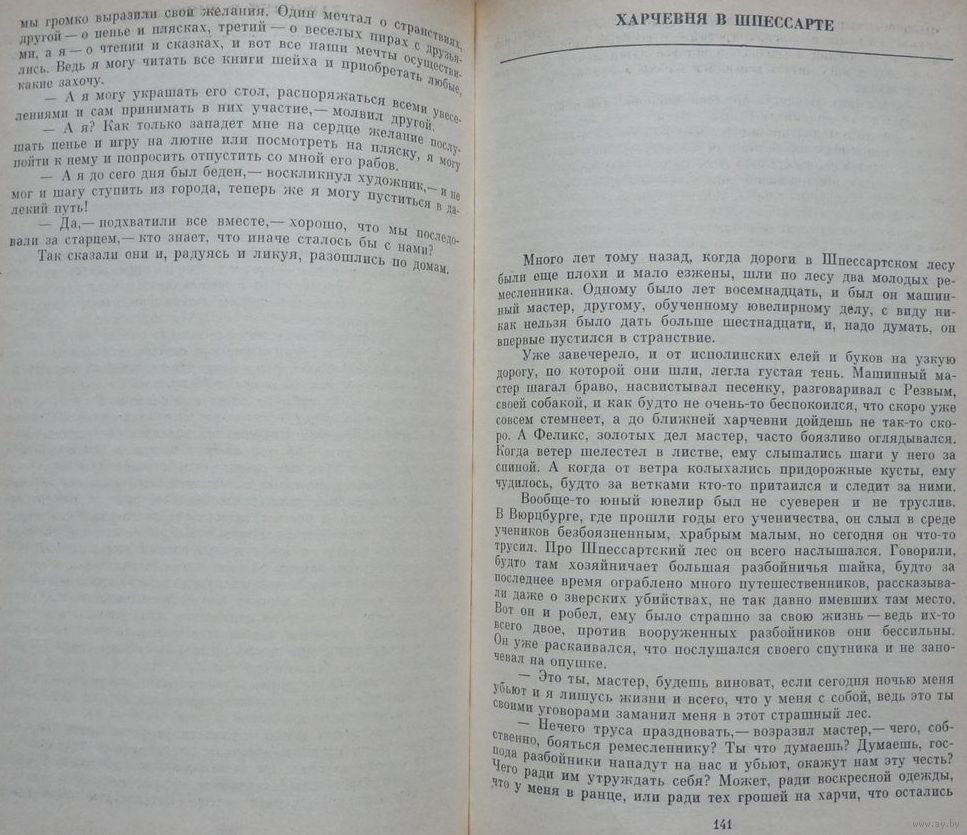 мы громко выразили свои желания. Один мечтал о странствиях,
другой — о пенье и плясках, третий — о веселых пирах с друзья-
ми, а я — о чтении и сказках, и вот все наши мечты осуществи-
лись. Ведь я могу читать все книги шейха и приобретать любые,
какие захочу.
— А я могу украшать его стол, распоряжаться всеми увесе-
лениями и сам принимать в них участие,— молвил другой.
— А я? Как только западет мне на сердце желание послу-
шать пенье и игру на лютне или посмотреть на пляску, я могу
пойти к нему и попросить отпустить со мной его рабов.
— А я до сего дня был беден,— воскликнул художник,— и не
мог и шагу ступить из города, теперь же я могу пуститься в да-
лекий путь!
— Да,— подхватили все вместе,— хорошо, что мы последо-
вали за старцем,— кто знает, что иначе сталось бы с нами?
Так сказали они и, радуясь и ликуя, разошлись по домам.
ХАРЧЕВНЯ В ШПЕССАРТЕ
Много лет тому назад, когда дороги в Шпессартском лесу
были еще плохи и мало езжены, шли по лесу два молодых ре-
месленника. Одному было лет восемнадцать, и был он машин-
ный мастер, другому, обученному ювелирному делу, с виду ни-
как нельзя было дать больше шестнадцати, и, надо думать, он
впервые пустился в странствие.
Уже завечерело, и от исполинских елей и буков на узкую
дорогу, по которой они шли, легла густая тень. Машинный ма-
стер шагал браво, насвистывал песенку, разговаривал с Резвым,
своей собакой, и как будто не очень-то беспокоился, что скоро уже
совсем стемнеет, а до ближней харчевни дойдешь не так-то ско-
ро. А Феликс, золотых дел мастер, часто боязливо оглядывался.
Когда ветер шелестел в листве, ему слышались шаги у него за
спиной. А когда от ветра колыхались придорожные кусты, ему
чудилось, будто за ветками кто-то притаился и следит за ними.
Вообще-то юный ювелир был не суеверен и не труслив.
В Вюрцбурге, где прошли годы его ученичества, он слыл в среде
учеников безбоязненным, храбрым малым, но сегодня он что-то
трусил. Про Шпессартский лес он всего наслышался. Говорили,
будто там хозяйничает большая разбойничья шайка, будто за
последнее время ограблено много путешественников, рассказыва-
ли даже о зверских убийствах, не так давно имевших там место.
Вот он и робел, ему было страшно за свою жизнь — ведь их-то
всего двое, против вооруженных разбойников они бессильны.
Он уже раскаивался, что послушался своего спутника и не зано-
чевал на опушке.
— Это ты, мастер, будешь виноват, если сегодня ночью меня
убьют и я лишусь жизни и всего, что у меня с собой, ведь это ты
своими уговорами заманил меня в этот страшный лес.
— Нечего труса праздновать,— возразил мастер,— чего, соб-
ственно, бояться ремесленнику? Ты что думаешь? Думаешь, гос-
пода разбойники нападут на нас и убьют, окажут нам эту честь?
Чего ради им утруждать себя? Может, ради воскресной одежды,
что у меня в ранце, или ради тех грошей на харчи, что остались
141
www.ay.by